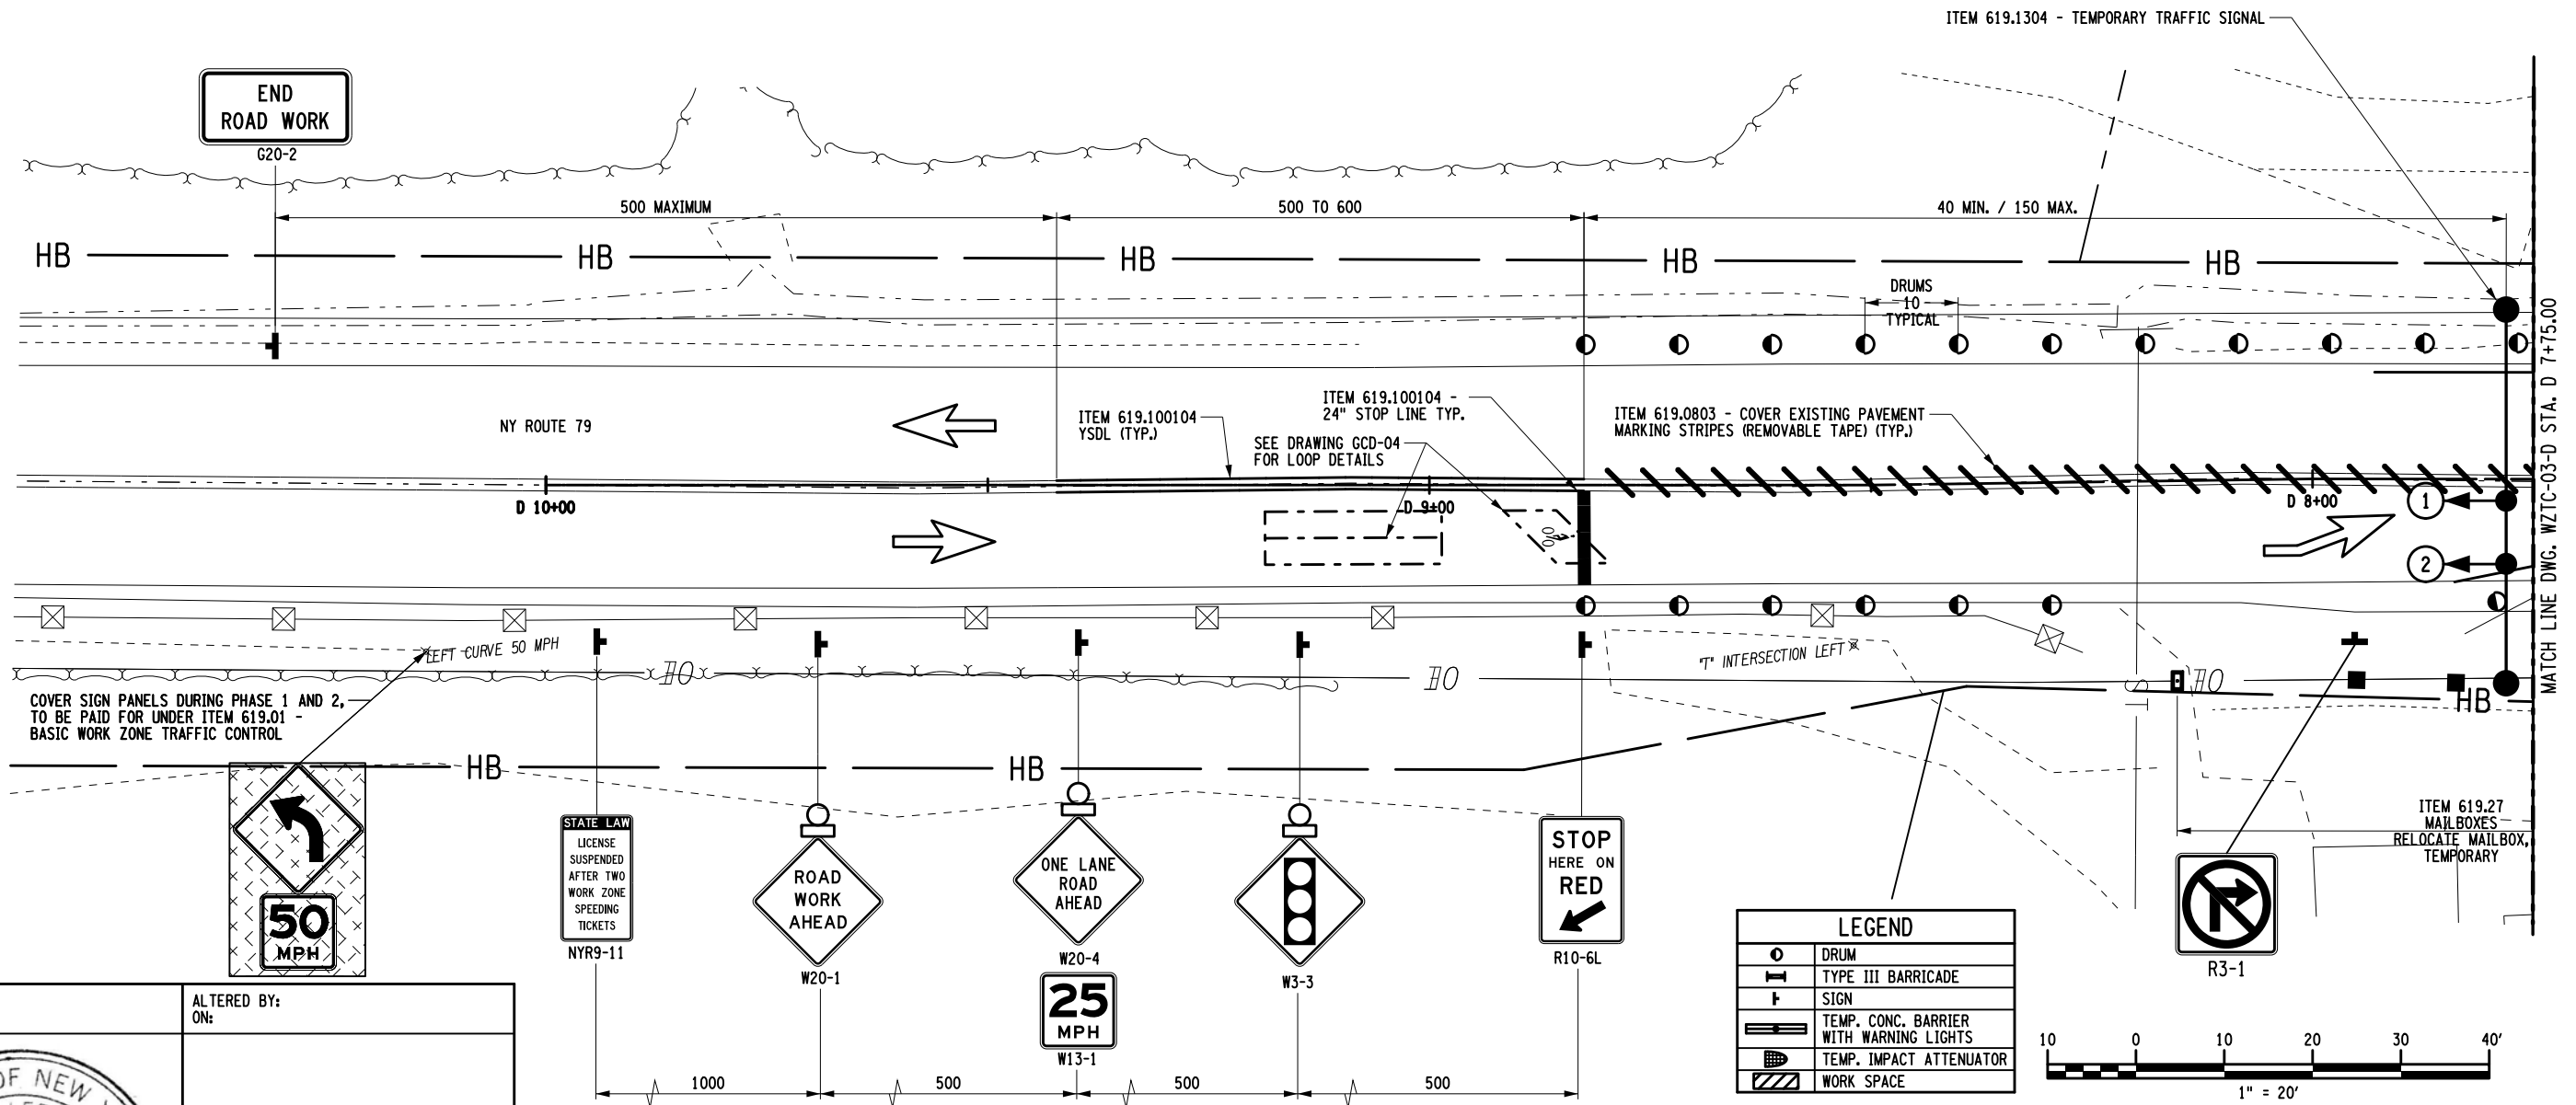 ITEM 619.1304 - TEMPORARY TRAFFIC SIGNAL
END
ROAD WORK
G20-2
500 MAXIMUM
500 TO 600
40 MIN. / 150 MAX.
HB
HB
HB
HB
HB
DRUMS
10
TYPICAL
NY ROUTE 79
ITEM 619.100104
YSDL (TYP.)
ITEM 619.100104 -
24" STOP LINE TYP.
SEE DRAWING GCD-04
FOR LOOP DETAILS
ITEM 619.0803 - COVER EXISTING PAVEMENT
MARKING STRIPES (REMOVABLE TAPE) (TYP.)
D 10+00
D 9+00
D 8+00
1
2
MATCH LINE DWG. WZTC-03-D STA. D 7+75.00
LEFT CURVE 50 MPH
"T" INTERSECTION LEFT
COVER SIGN PANELS DURING PHASE 1 AND 2,
TO BE PAID FOR UNDER ITEM 619.01 -
BASIC WORK ZONE TRAFFIC CONTROL
HB
HB
HB
50
MPH
STATE LAW
LICENSE
SUSPENDED
AFTER TWO
WORK ZONE
SPEEDING
TICKETS
NYR9-11
ROAD
WORK
AHEAD
W20-1
ONE LANE
ROAD
AHEAD
W20-4
25
MPH
W13-1
W3-3
STOP
HERE ON
RED
R10-6L
ITEM 619.27
MAILBOXES
RELOCATE MAILBOX,
TEMPORARY
R3-1
LEGEND
DRUM
TYPE III BARRICADE
SIGN
TEMP. CONC. BARRIER
WITH WARNING LIGHTS
TEMP. IMPACT ATTENUATOR
WORK SPACE
10 0 10 20 30 40'
1" = 20'
1000
500
500
500
ALTERED BY:
ON:
OF NEW